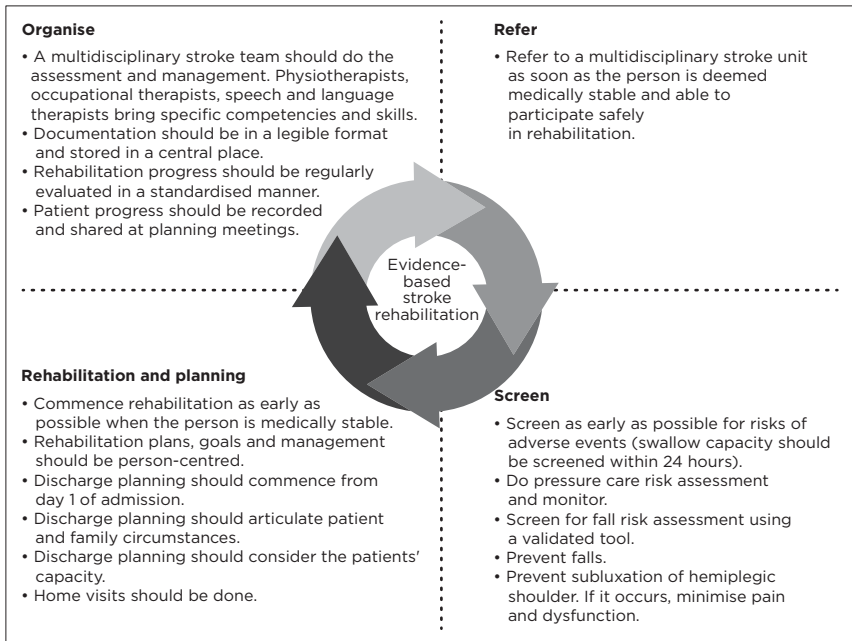 Organise
• A multidisciplinary stroke team should do the
assessment and management. Physiotherapists,
occupational therapists, speech and language
therapists bring specific competencies and skills.
• Documentation should be in a legible format
and stored in a central place.
• Rehabilitation progress should be regularly
evaluated in a standardised manner.
• Patient progress should be recorded
and shared at planning meetings.
Refer
• Refer to a multidisciplinary stroke unit
as soon as the person is deemed
medically stable and able to
participate safely
in rehabilitation.
Evidence-
based
stroke
rehabilitation
Rehabilitation and planning
• Commence rehabilitation as early as
possible when the person is medically stable.
• Rehabilitation plans, goals and management
should be person-centred.
• Discharge planning should commence from
day 1 of admission.
• Discharge planning should articulate patient
and family circumstances.
• Discharge planning should consider the patients'
capacity.
• Home visits should be done.
Screen
• Screen as early as possible for risks of
adverse events (swallow capacity should
be screened within 24 hours).
• Do pressure care risk assessment
and monitor.
• Screen for fall risk assessment using
a validated tool.
• Prevent falls.
• Prevent subluxation of hemiplegic
shoulder. If it occurs, minimise pain
and dysfunction.